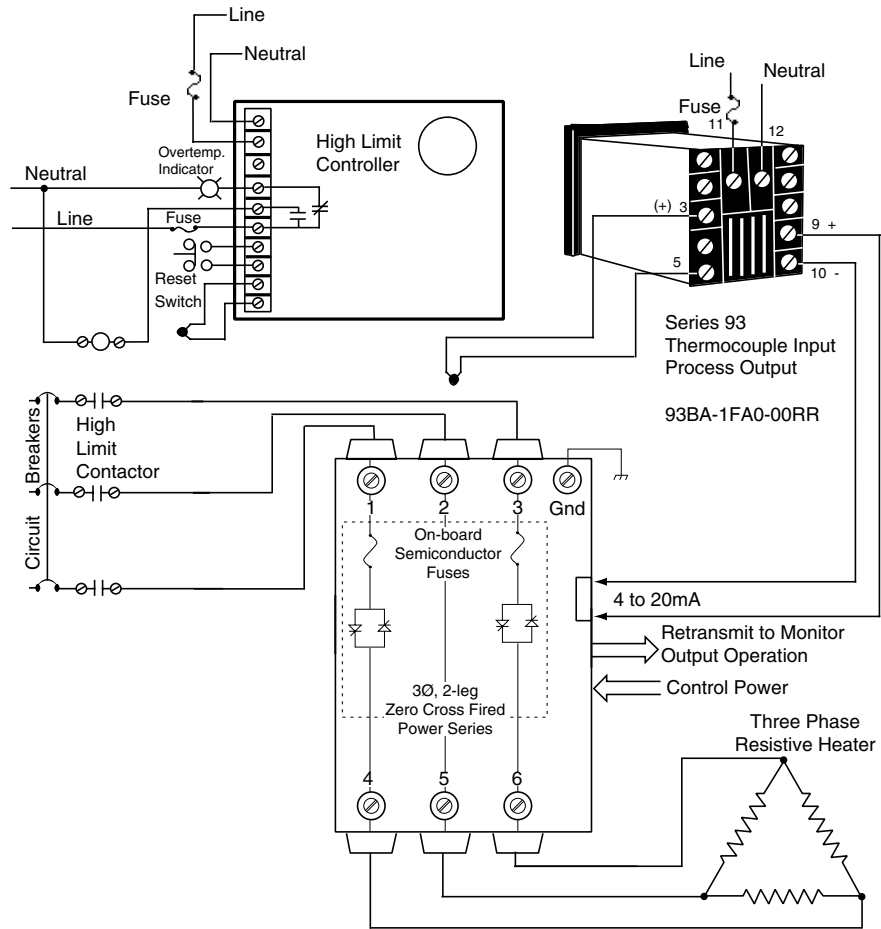 Line
Neutral
Fuse
High Limit
Controller
Overtemp.
Indicator
Neutral
Line
Fuse
Reset
Switch
Line
Neutral
Fuse
11
12
(+) 3
5
9 +
10 -
Series 93
Thermocouple Input
Process Output
93BA-1FA0-00RR
Circuit Breakers
High
Limit
Contactor
1
2
3
Gnd
On-board
Semiconductor
Fuses
4 to 20mA
Retransmit to Monitor
Output Operation
Control Power
3Ø, 2-leg
Zero Cross Fired
Power Series
4
5
6
Three Phase
Resistive Heater